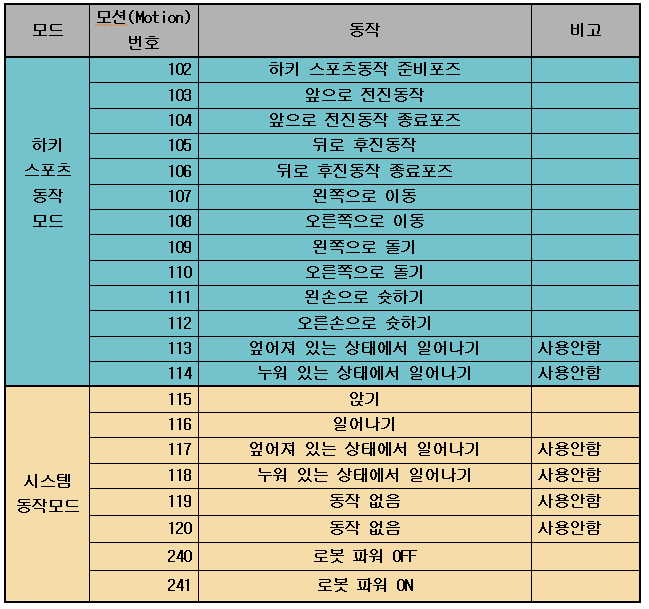 모드 모션(Motion) 번호 동작 비고
하키 스포츠 동작 모드
102 하키 스포츠동작 준비포즈
103 앞으로 전진동작
104 앞으로 전진동작 종료포즈
105 뒤로 후진동작
106 뒤로 후진동작 종료포즈
107 왼쪽으로 이동
108 오른쪽으로 이동
109 왼쪽으로 돌기
110 오른쪽으로 돌기
111 왼손으로 슛하기
112 오른손으로 슛하기
113 엎어져 있는 상태에서 일어나기 사용안함
114 누워 있는 상태에서 일어나기 사용안함
시스템 동작모드
115 앉기
116 일어나기
117 엎어져 있는 상태에서 일어나기 사용안함
118 누워 있는 상태에서 일어나기 사용안함
119 동작 없음 사용안함
120 동작 없음 사용안함
240 로봇 파워 OFF
241 로봇 파워 ON